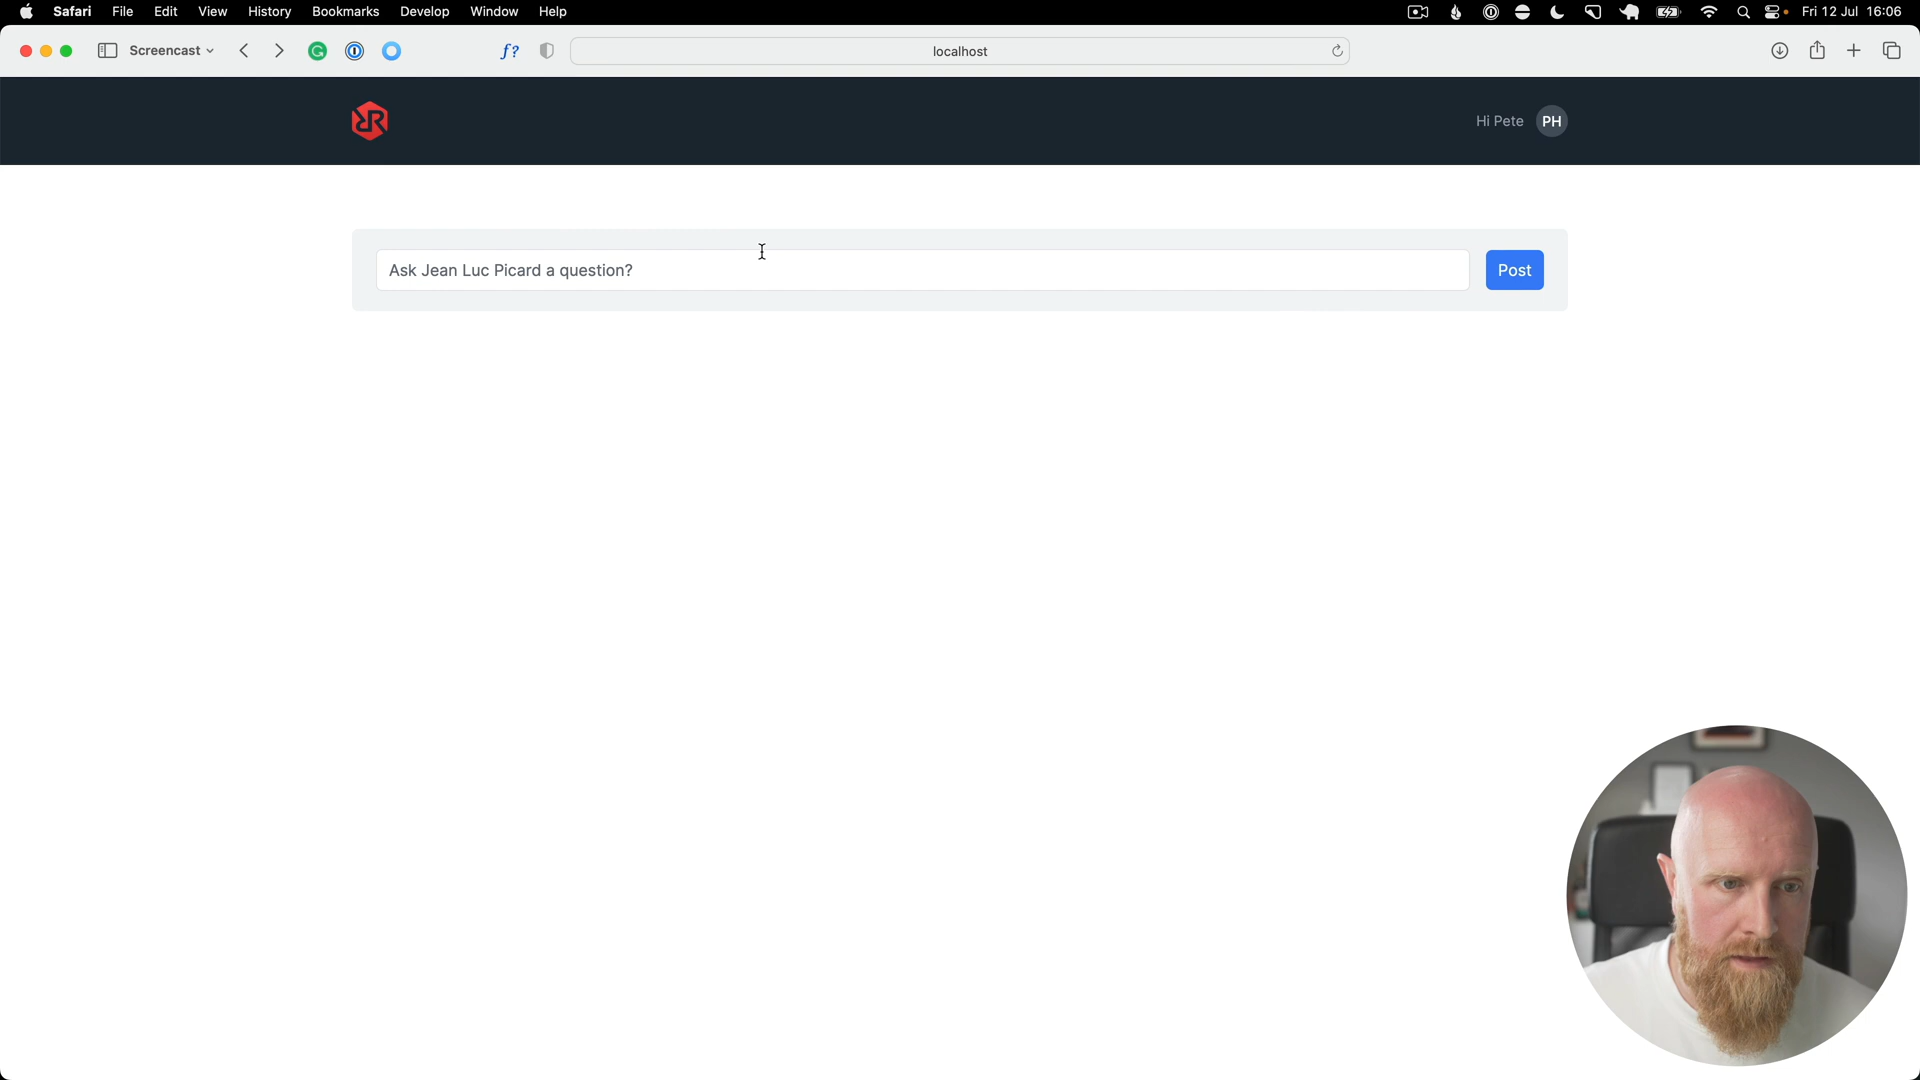 Safari File Edit View History Bookmarks Develop Window Help Fri 12 Jul 16:06
Screencast f? localhost
Hi Pete PH
Ask Jean Luc Picard a question? Post